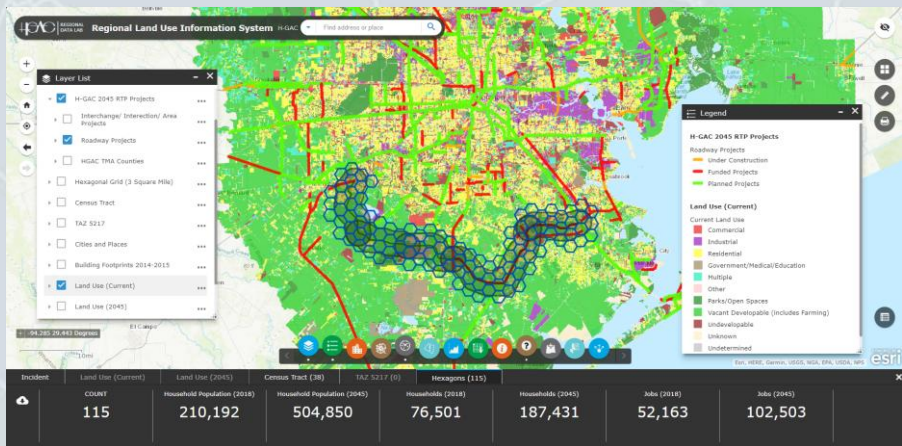 HGAC REGIONAL DATA LAB Regional Land Use Information System H-GAC Find address or place
Layer List
H-GAC 2045 RTP Projects
Interchange/ Interection/ Area
Projects
Roadway Projects
HGAC TMA Counties
Hexagonal Grid (3 Square Mile)
Census Tract
TAZ 5217
Cities and Places
Building Footprints 2014-2015
Land Use (Current)
Land Use (2045)
-94.285 29.443 Degrees
El Campo
Legend
H-GAC 2045 RTP Projects
Roadway Projects
Under Construction
Funded Projects
Planned Projects
Land Use (Current)
Current Land Use
Commercial
Industrial
Residential
Government/Medical/Education
Multiple
Other
Parks/Open Spaces
Vacant Developable (includes Farming)
Undevelopable
Unknown
Undetermined
Esri, HERE, Garmin, USGS, NGA, EPA, USDA, NPS
esri
Incident Land Use (Current) Land Use (2045) Census Tract (38) TAZ 5217 (0) Hexagons (115)
COUNT Household Population (2018) Household Population (2045) Households (2018) Households (2045) Jobs (2018) Jobs (2045)
115 210,192 504,850 76,501 187,431 52,163 102,503